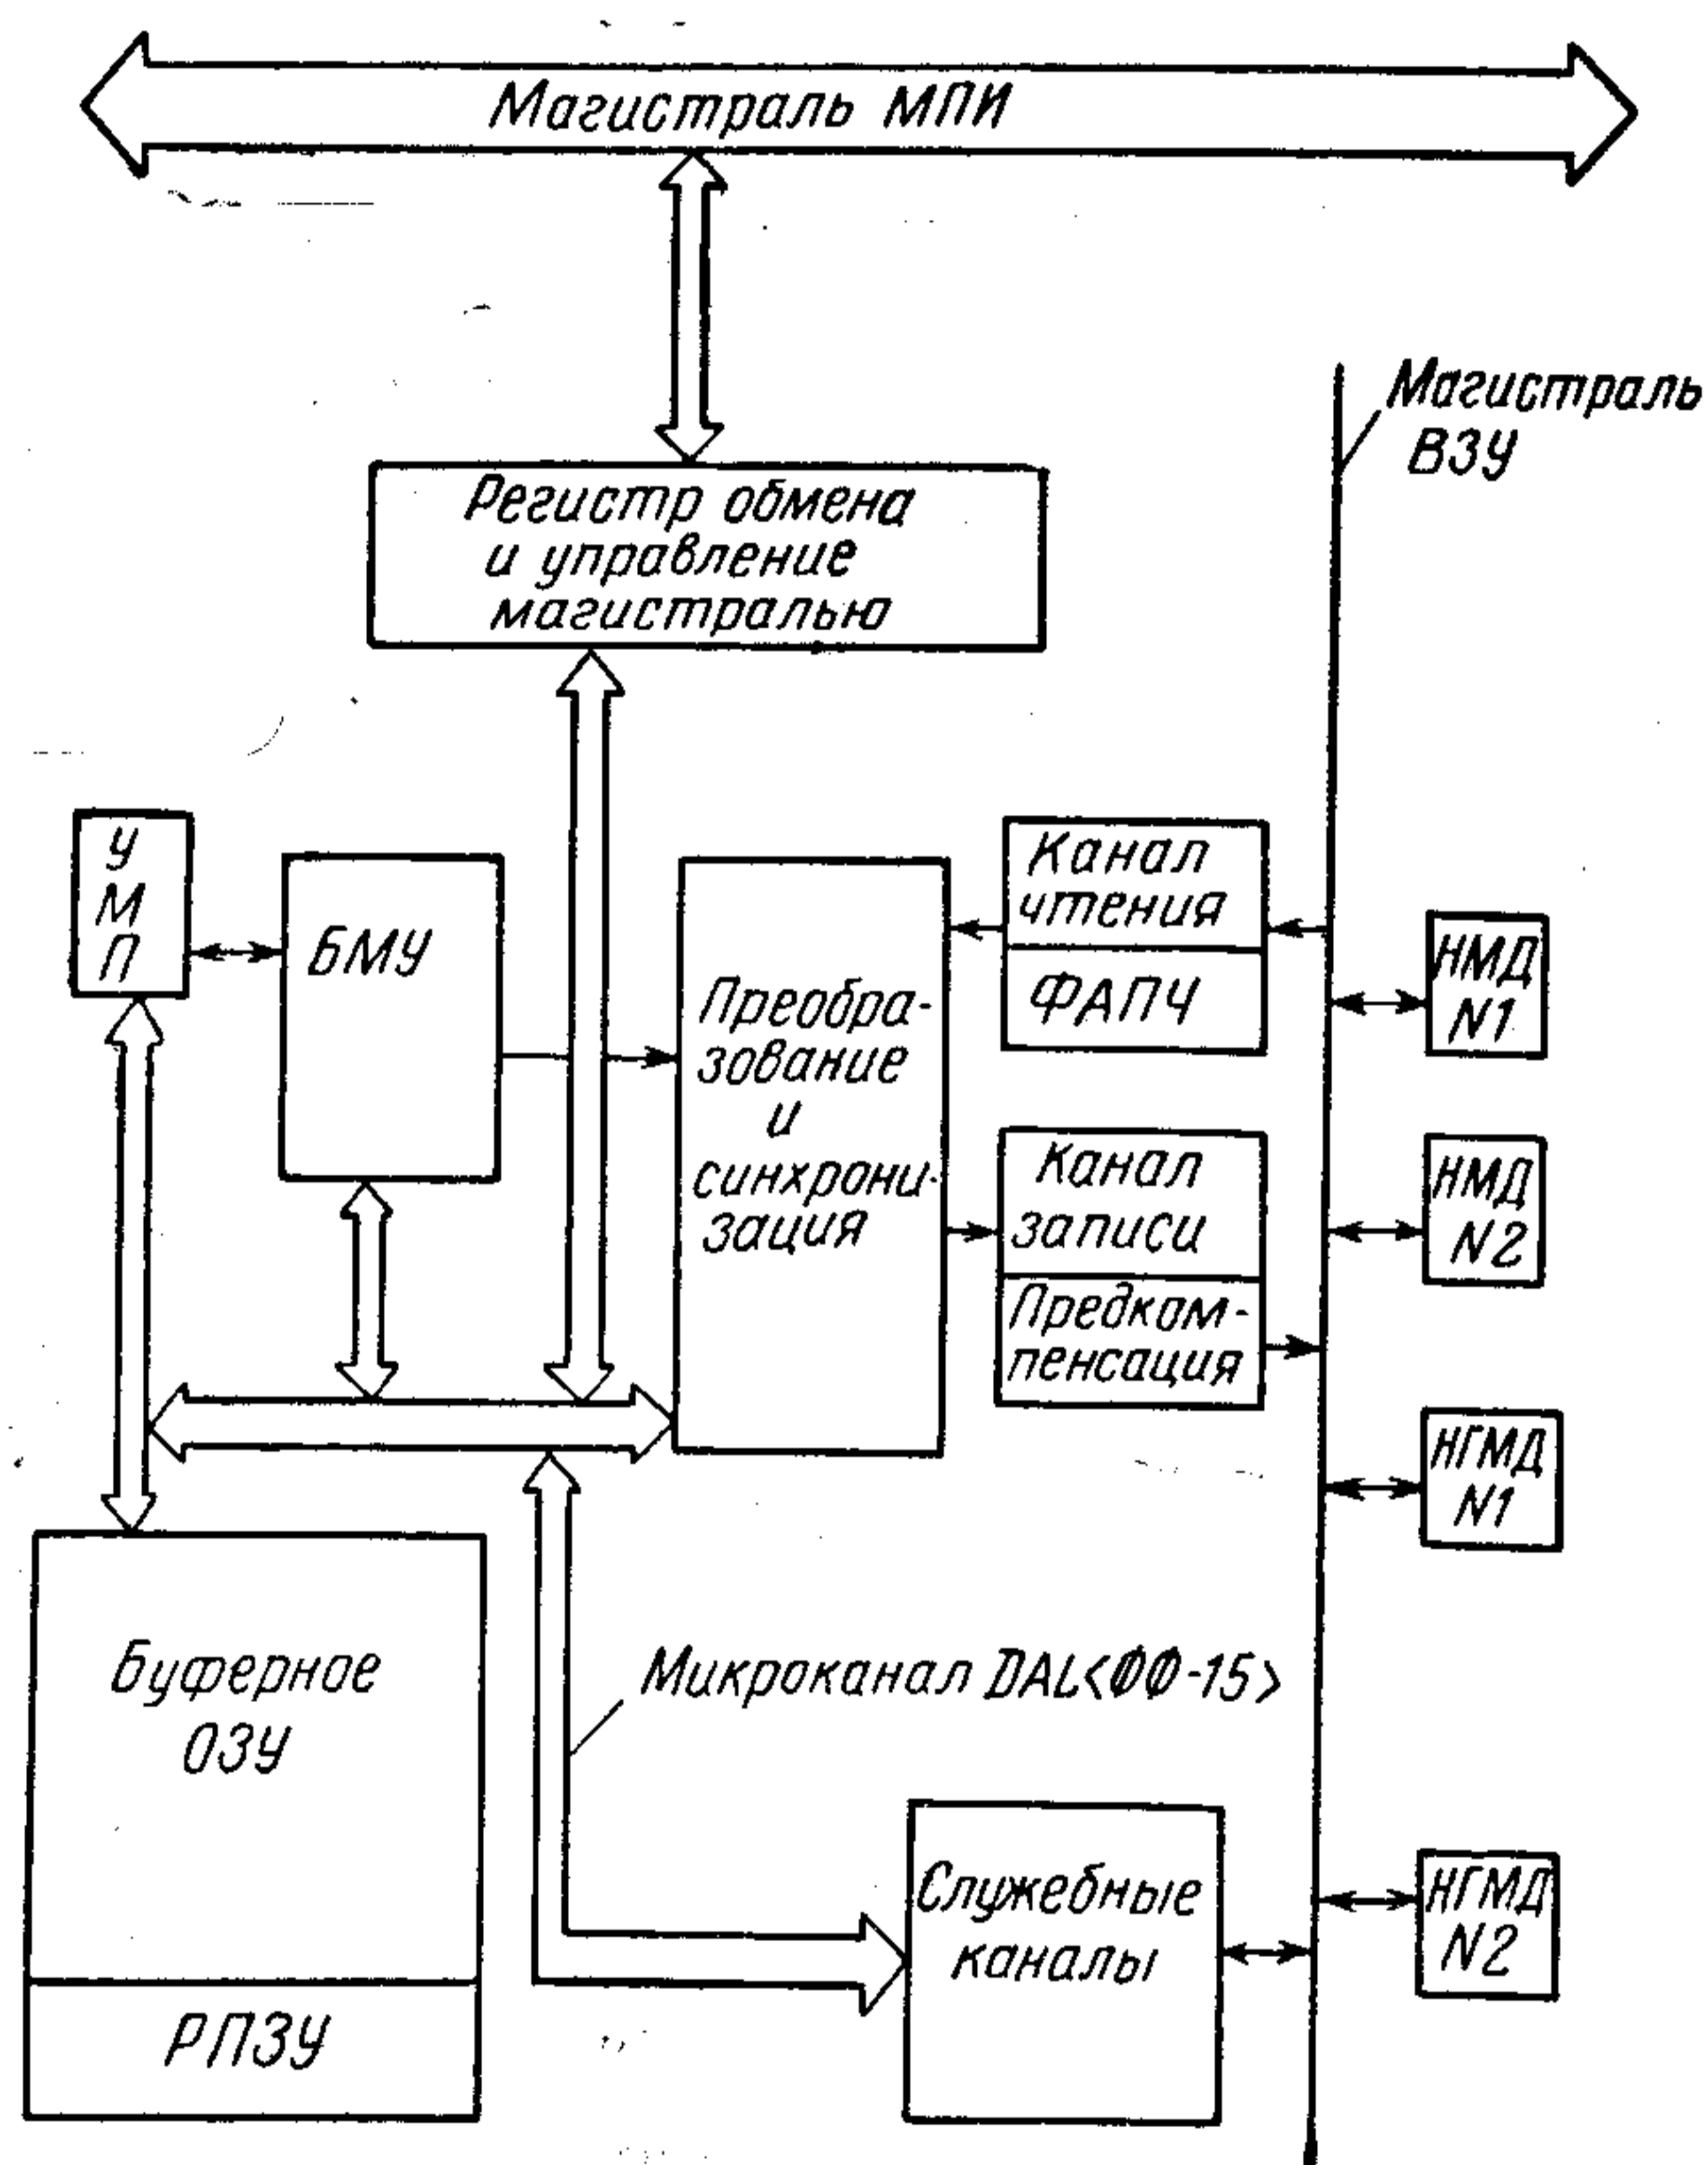 Магистраль МПИ
Магистраль
ВЗУ
Регистр обмена
и управление
магистралью
У
М
П
БМУ
Преобра-
зование
и
синхрони-
зация
Канал
чтения
ФАПЧ
Канал
записи
Предком-
пенсация
НМД
N1
НМД
N2
НГМД
N1
Буферное
ОЗУ
РПЗУ
Микроканал DAL<ФФ-15>
Служебные
каналы
НГМД
N2